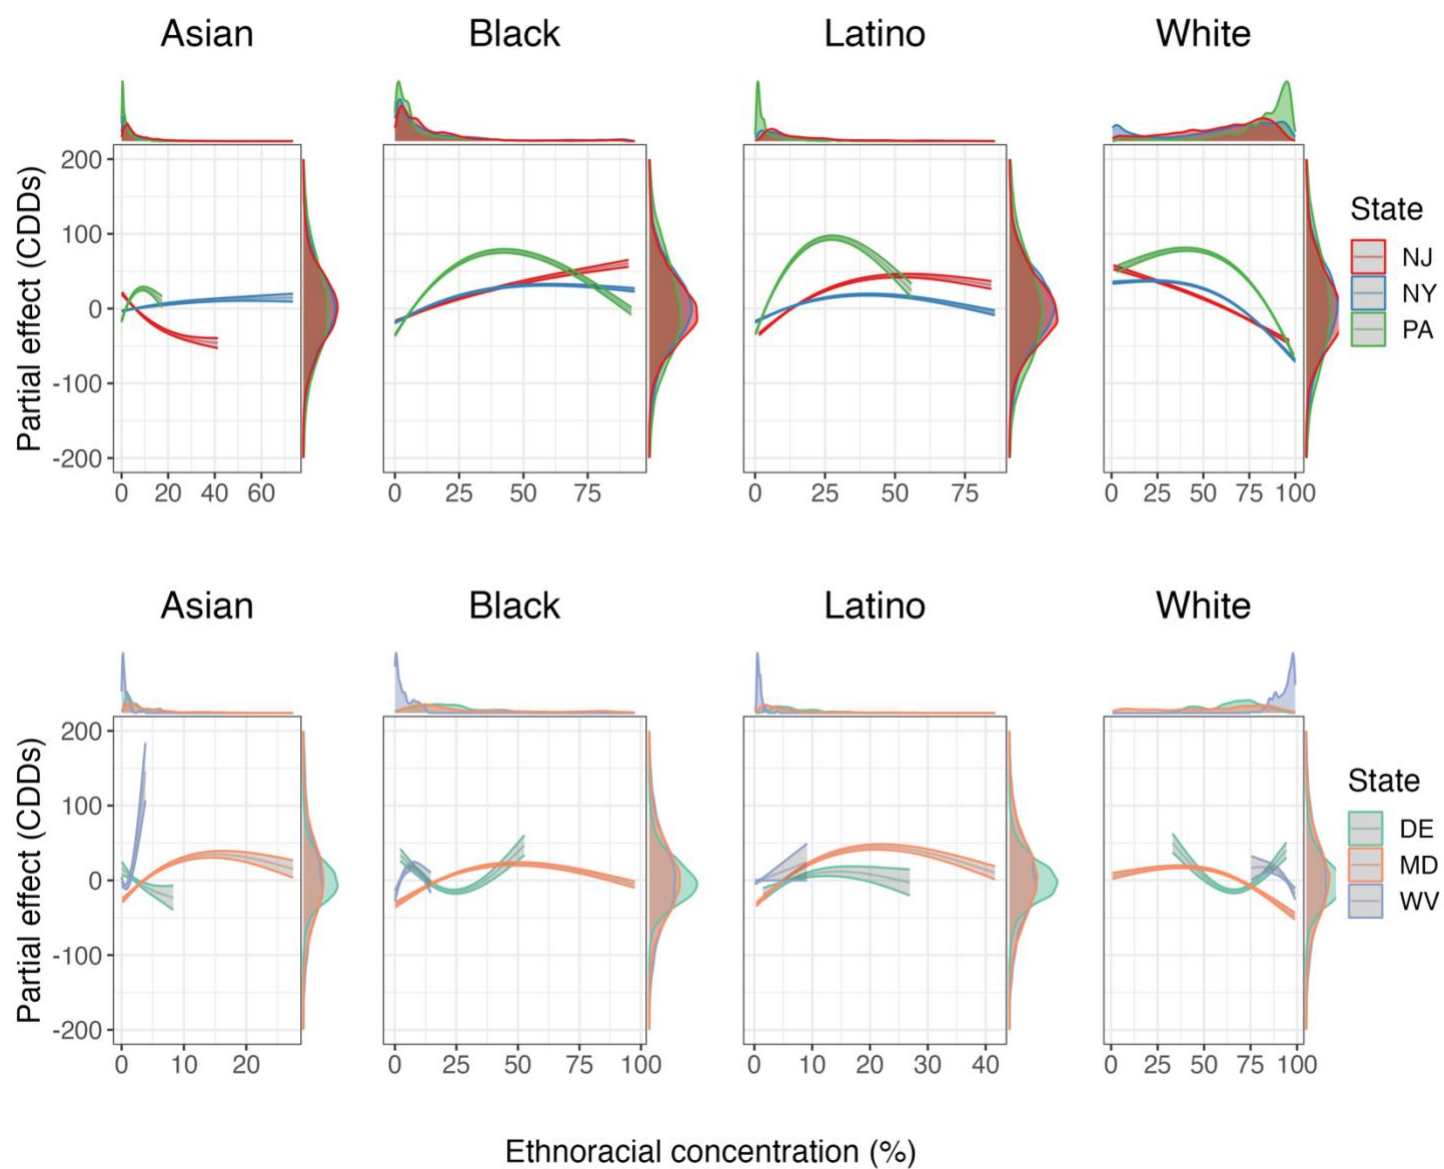 Asian Black Latino White
Partial effect (CDDs)
200
100
0
-100
-200
0 20 40 60
0 25 50 75
0 25 50 75
0 25 50 75 100
State
NJ
NY
PA
Asian Black Latino White
Partial effect (CDDs)
200
100
0
-100
-200
0 10 20
0 25 50 75 100
0 10 20 30 40
0 25 50 75 100
State
DE
MD
WV
Ethnoracial concentration (%)